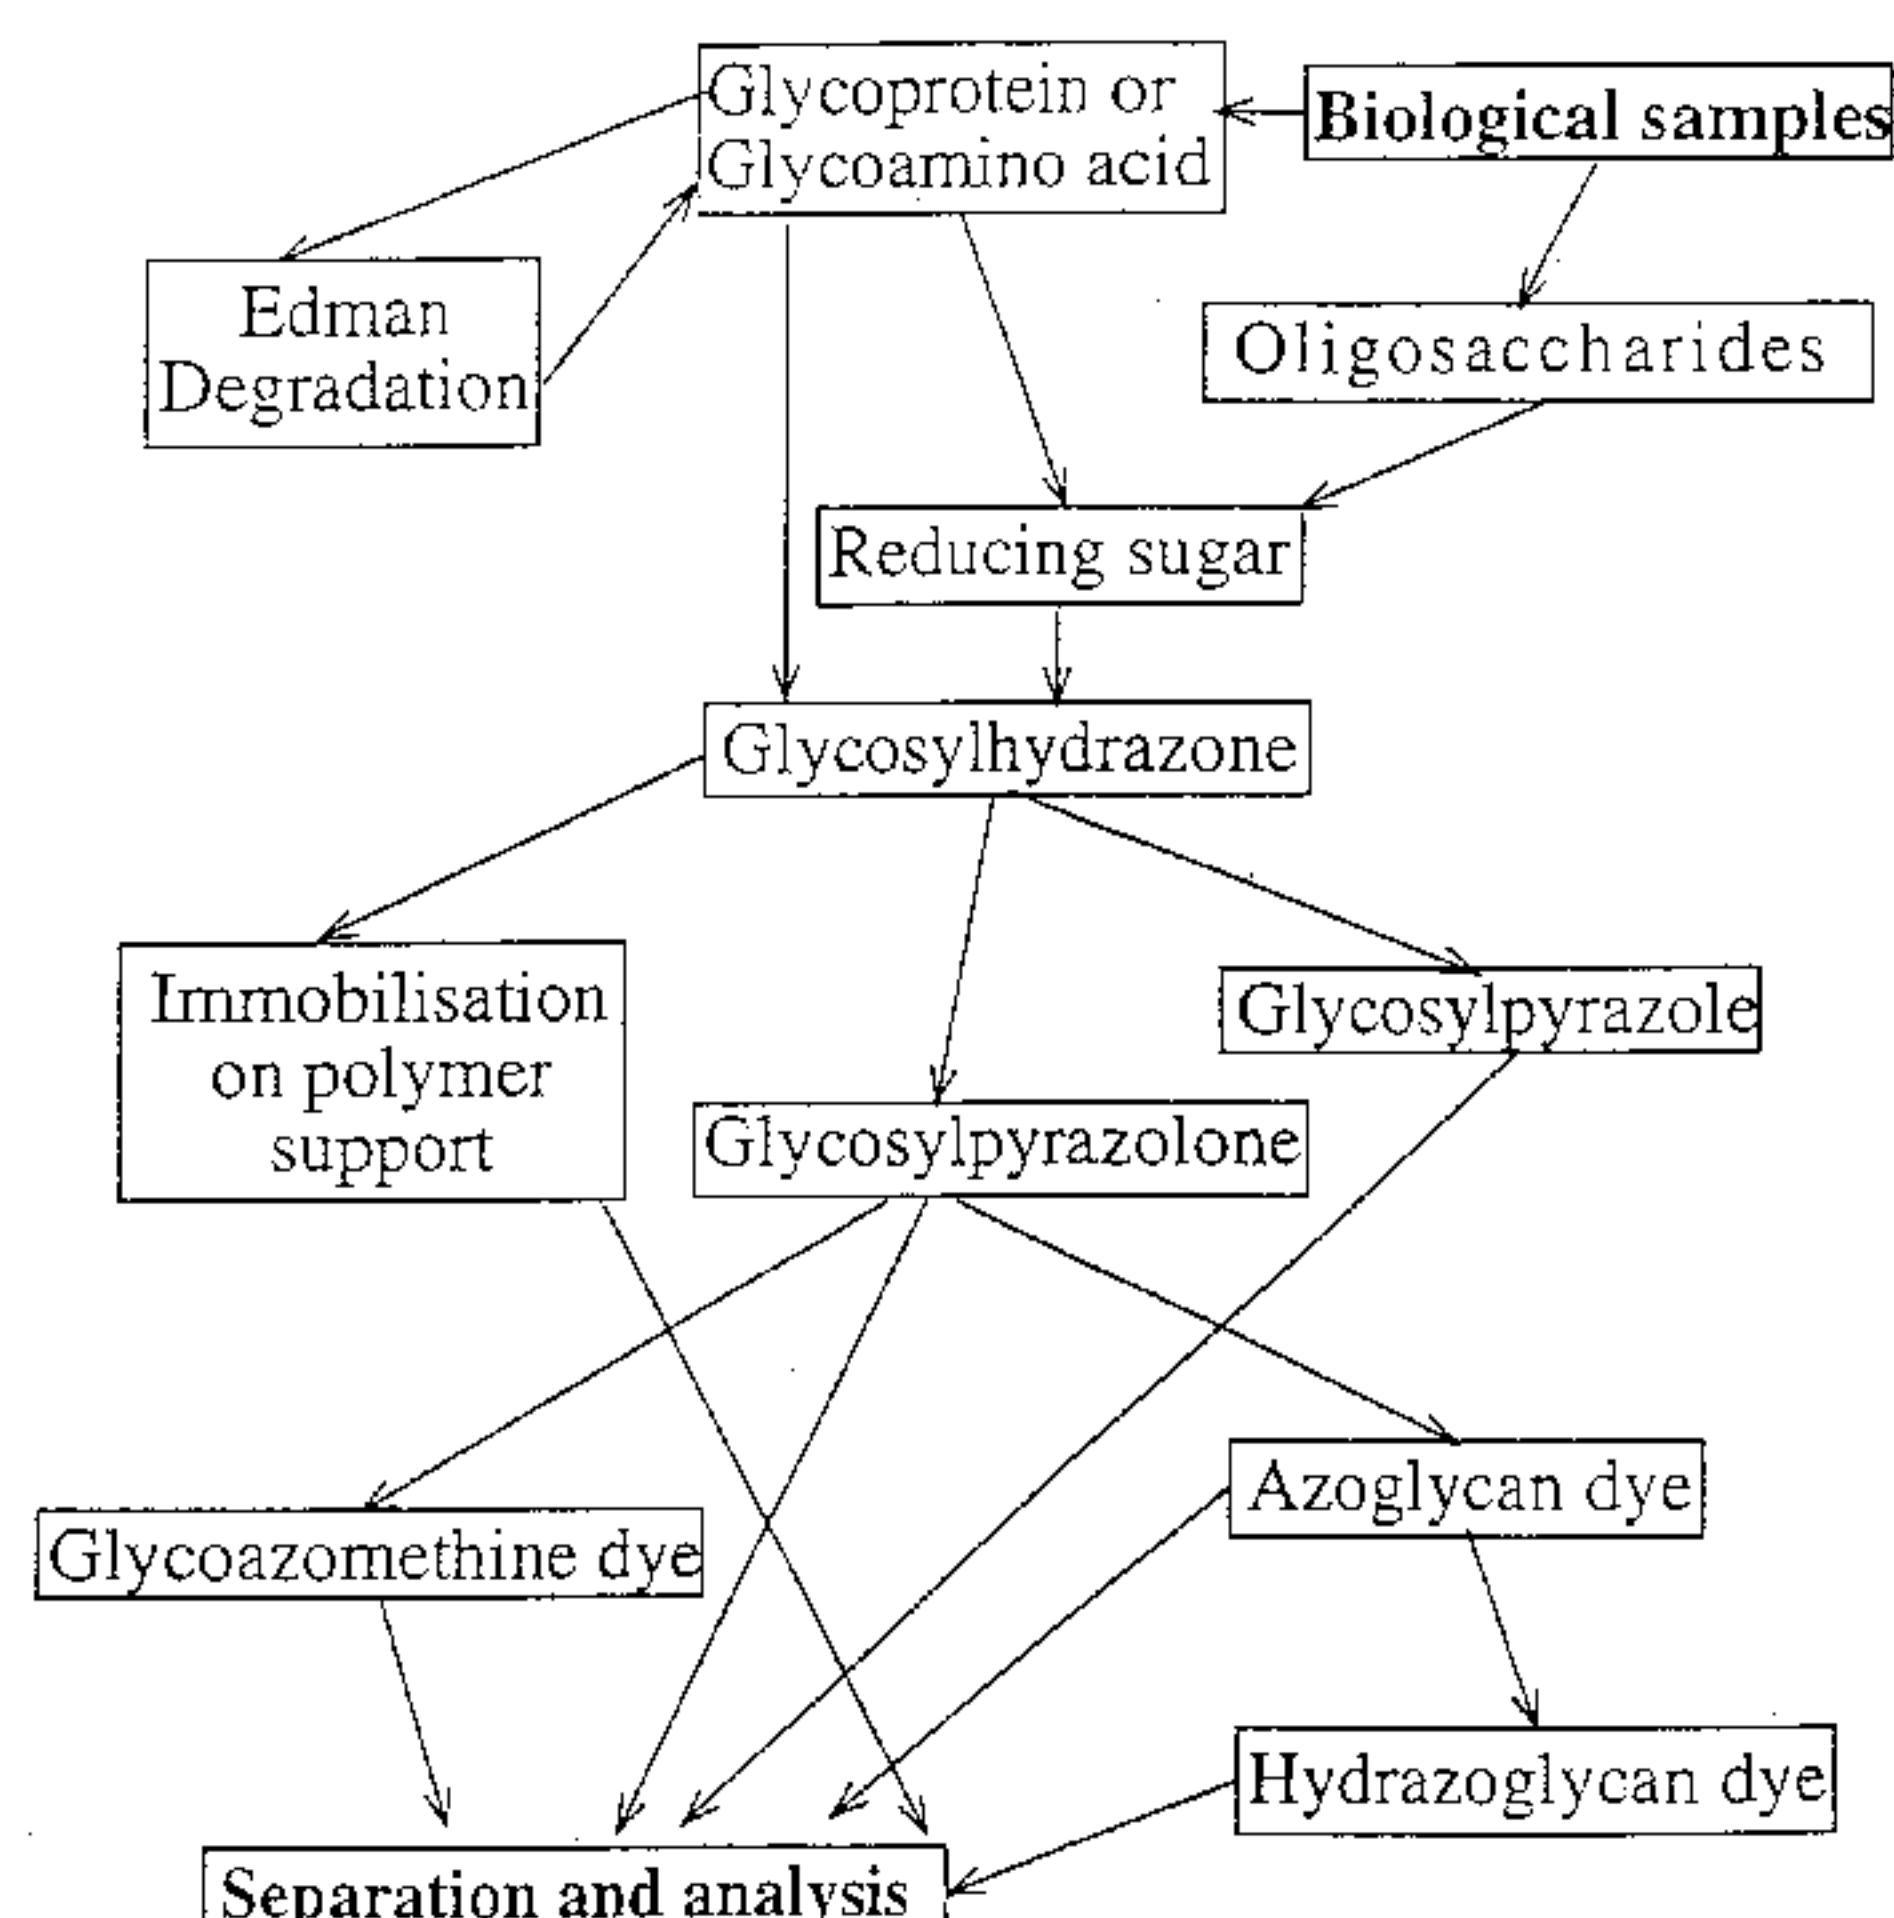 Glycoprotein or
Glycoamino acid
Biological samples
Edman
Degradation
Oligosaccharides
Reducing sugar
Glycosylhydrazone
Immobilisation
on polymer
support
Glycosylpyrazole
Glycosylpyrazolone
Azoglycan dye
Glycoazomethine dye
Hydrazoglycan dye
Separation and analysis